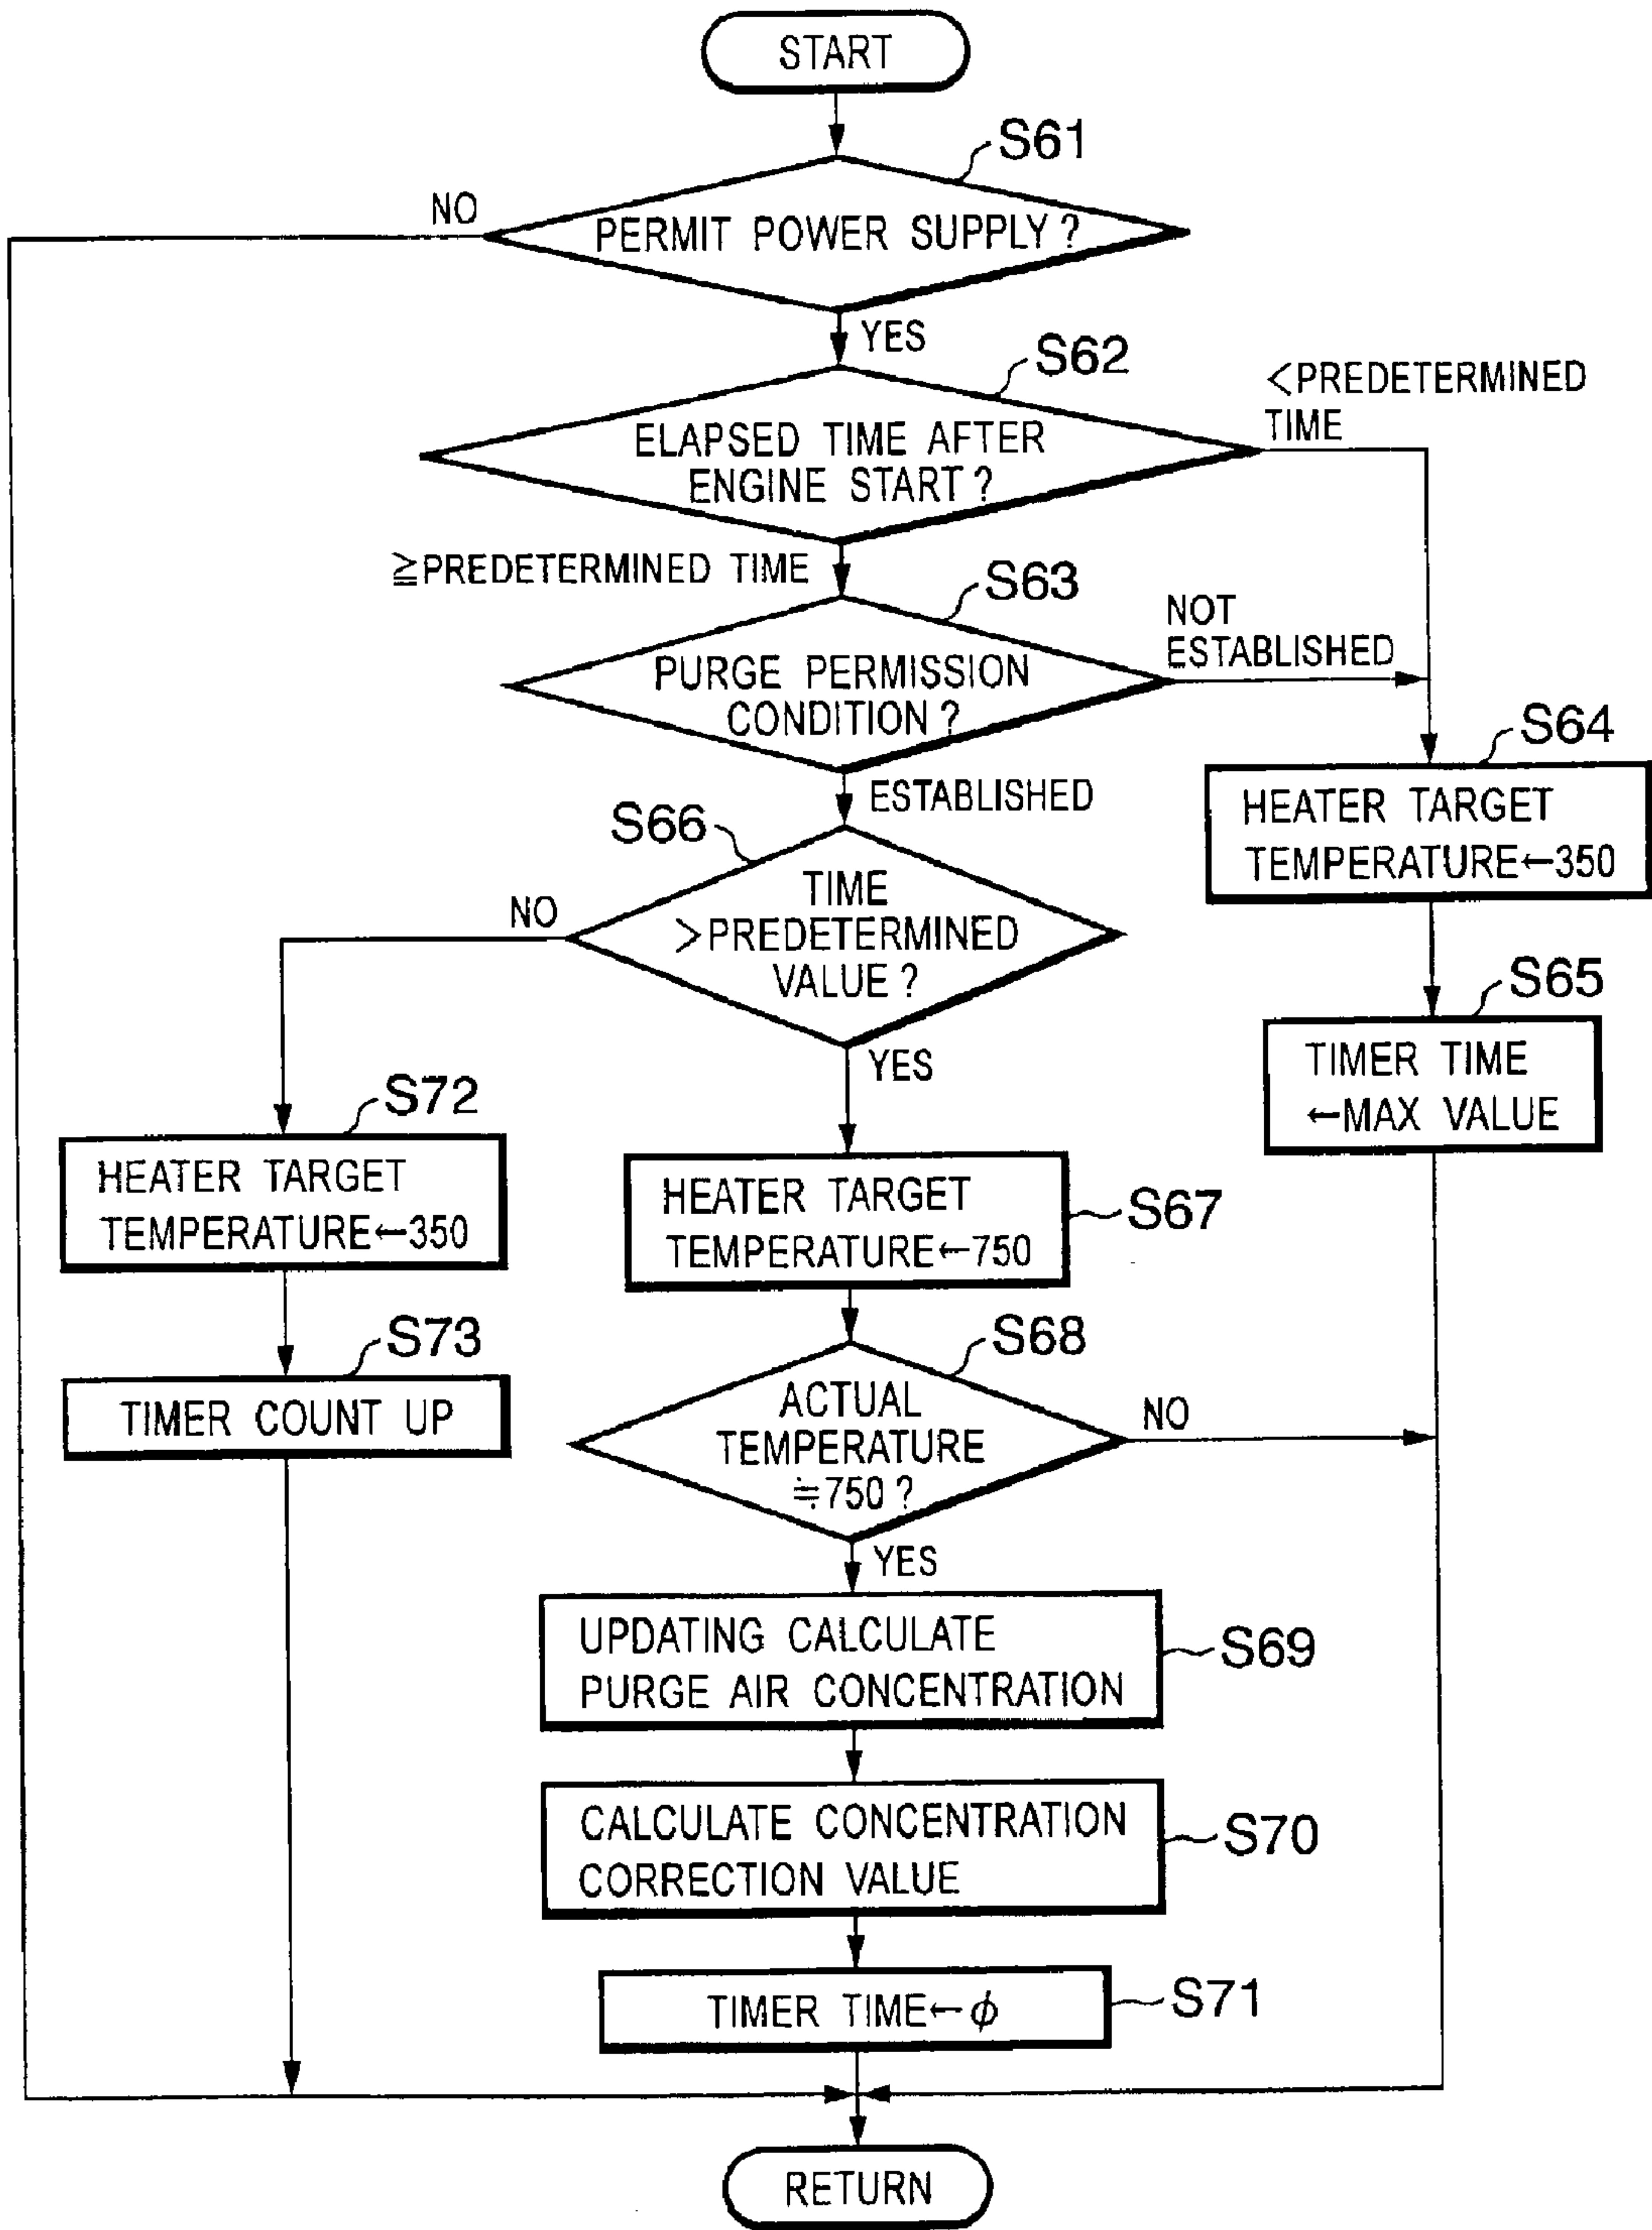 START
S61
NO
PERMIT POWER SUPPLY ?
YES
S62
<PREDETERMINED
TIME
ELAPSED TIME AFTER
ENGINE START ?
≧PREDETERMINED TIME
S63
NOT
ESTABLISHED
PURGE PERMISSION
CONDITION ?
S64
ESTABLISHED
HEATER TARGET
TEMPERATURE←350
S66
TIME
>PREDETERMINED
VALUE ?
NO
S65
YES
TIMER TIME
←MAX VALUE
S72
HEATER TARGET
TEMPERATURE←350
HEATER TARGET
TEMPERATURE←750
S67
S73
S68
TIMER COUNT UP
ACTUAL
TEMPERATURE
≒750 ?
NO
YES
UPDATING CALCULATE
PURGE AIR CONCENTRATION
S69
CALCULATE CONCENTRATION
CORRECTION VALUE
S70
TIMER TIME←ϕ
S71
RETURN